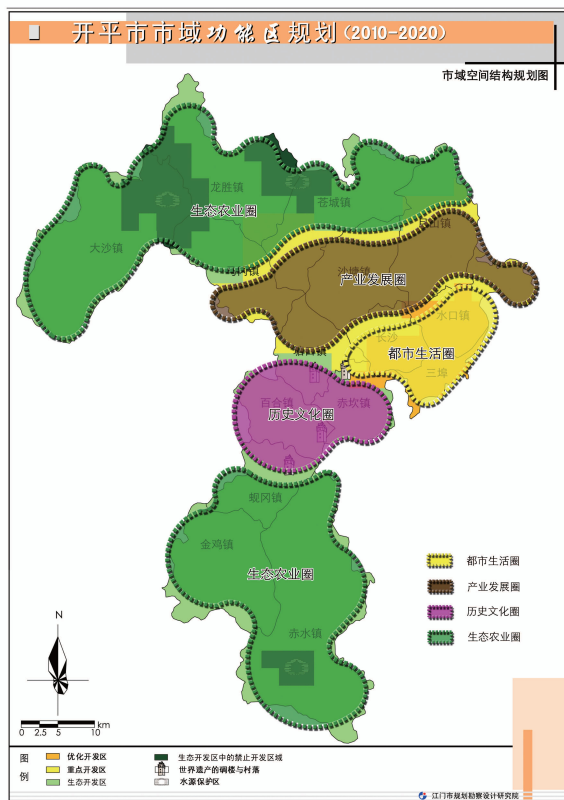 开平市市域功能区规划(2010-2020)
市域空间结构规划图
龙胜镇
苍城镇
生态农业圈
大沙镇
月山镇
马冈镇
沙塘镇
产业发展圈
水口镇
长沙
都市生活圈
三埠
百合镇
赤坎镇
历史文化圈
蚬冈镇
金鸡镇
生态农业圈
赤水镇
都市生活圈
产业发展圈
历史文化圈
生态农业圈
N
0 2.5 5 10 km
图例
优化开发区
重点开发区
生态开发区
生态开发区中的禁止开发区域
世界遗产的碉楼与村落
水源保护区
江门市规划勘察设计研究院